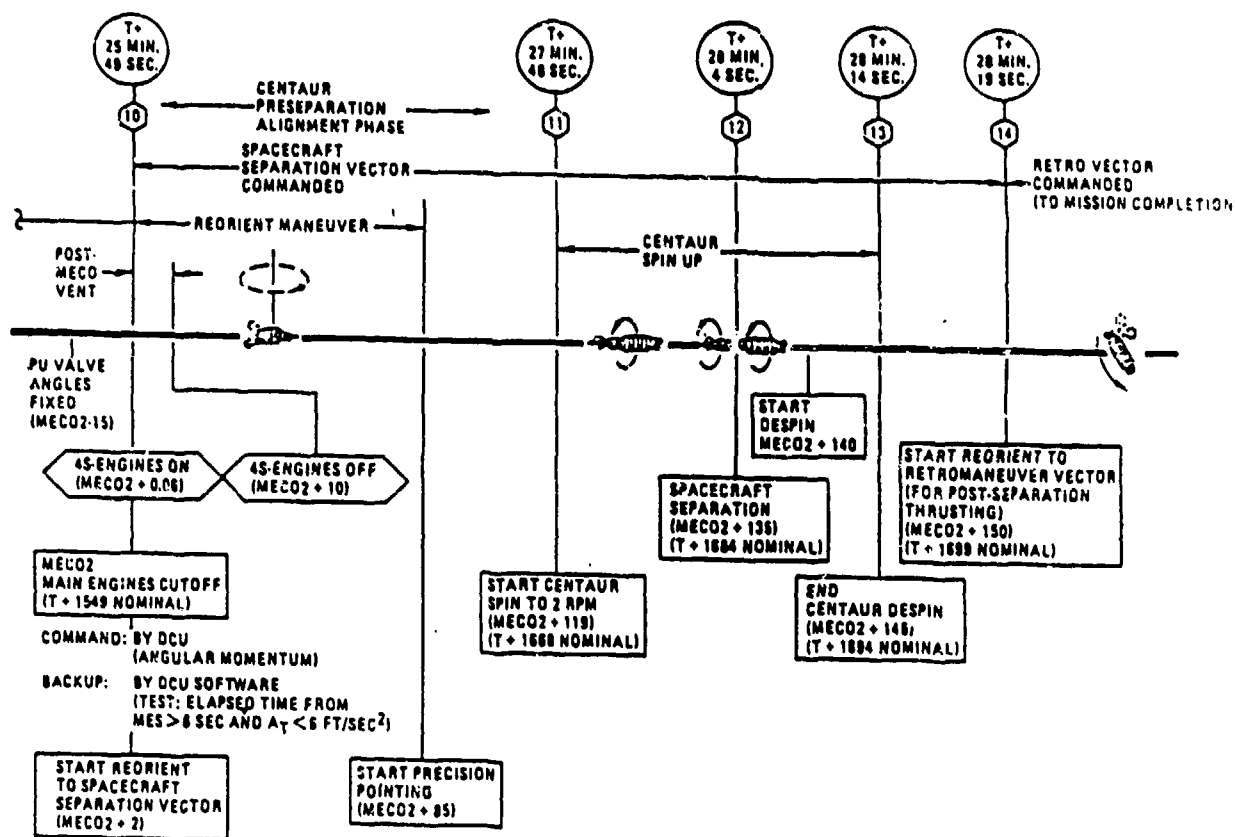 T+
25 MIN.
49 SEC.
10
CENTAUR
PRESEPARATION
ALIGNMENT PHASE
T+
27 MIN.
48 SEC.
11
T+
28 MIN.
4 SEC.
12
T+
28 MIN.
14 SEC.
13
T+
28 MIN.
19 SEC.
14
SPACECRAFT
SEPARATION VECTOR
COMMANDED
RETRO VECTOR
COMMANDED
(TO MISSION COMPLETION
REORIENT MANEUVER
POST-
MECO
VENT
CENTAUR
SPIN UP
PU VALVE
ANGLES
FIXED
(MECO2-15)
4S-ENGINES ON
(MECO2 + 0.06)
4S-ENGINES OFF
(MECO2 + 10)
START
DESPIN
MECO2 + 140
SPACECRAFT
SEPARATION
(MECO2 + 135)
(T + 1684 NOMINAL)
START REORIENT TO
RETROMANEUVER VECTOR
(FOR POST-SEPARATION
THRUSTING)
(MECO2 + 150)
(T + 1699 NOMINAL)
MECO2
MAIN ENGINES CUTOFF
(T + 1549 NOMINAL)
START CENTAUR
SPIN TO 2 RPM
(MECO2 + 119)
(T + 1668 NOMINAL)
END
CENTAUR DESPIN
(MECO2 + 145)
(T + 1694 NOMINAL)
COMMAND: BY DCU
(ANGULAR MOMENTUM)
BACKUP: BY DCU SOFTWARE
(TEST: ELAPSED TIME FROM
MES > 8 SEC AND A_T < 6 FT/SEC²)
START REORIENT
TO SPACECRAFT
SEPARATION VECTOR
(MECO2 + 2)
START PRECISION
POINTING
(MECO2 + 85)